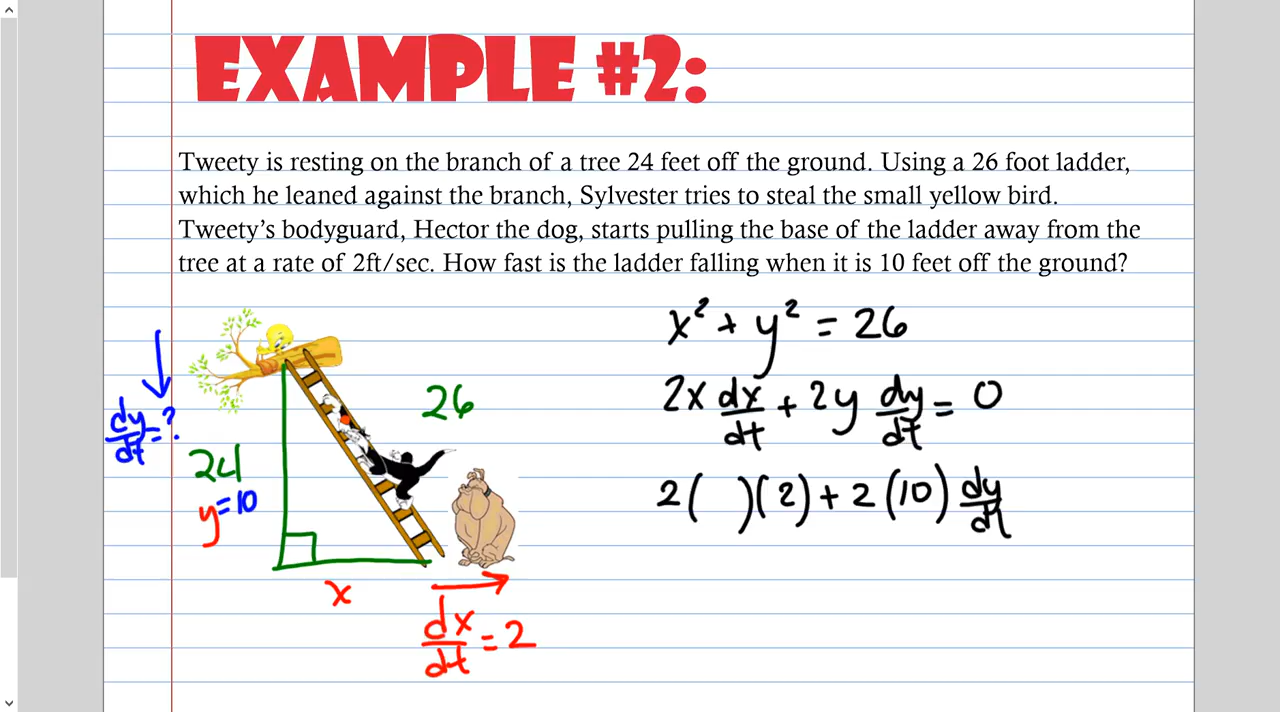 EXAMPLE #2:
Tweety is resting on the branch of a tree 24 feet off the ground. Using a 26 foot ladder,
which he leaned against the branch, Sylvester tries to steal the small yellow bird.
Tweety's bodyguard, Hector the dog, starts pulling the base of the ladder away from the
tree at a rate of 2ft/sec. How fast is the ladder falling when it is 10 feet off the ground?
dy/dt = ?
24
y = 10
26
x
dx/dt = 2
x² + y² = 26
2x dx/dt + 2y dy/dt = 0
2( )(2) + 2(10) dy/dt